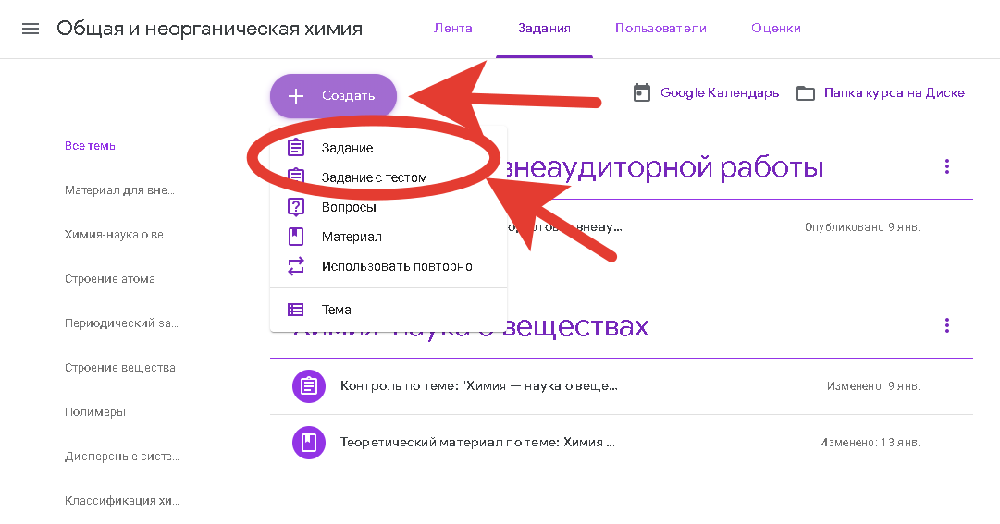 Общая и неорганическая химия
Лента Задания Пользователи Оценки
Создать
Google Календарь Папка курса на Диске
Все темы
Материал для вне...
Химия-наука о ве...
Строение атома
Периодический за...
Строение вещества
Полимеры
Дисперсные систе...
Классификация хи...
Задание
Задание с тестом
Вопросы
Материал
Использовать повторно
Тема
внеаудиторной работы
внеау... Опубликовано 9 янв.
Химия-наука о веществах
Контроль по теме: "Химия — наука о веще... Изменено: 9 янв.
Теоретический материал по теме: Химия ... Изменено: 13 янв.